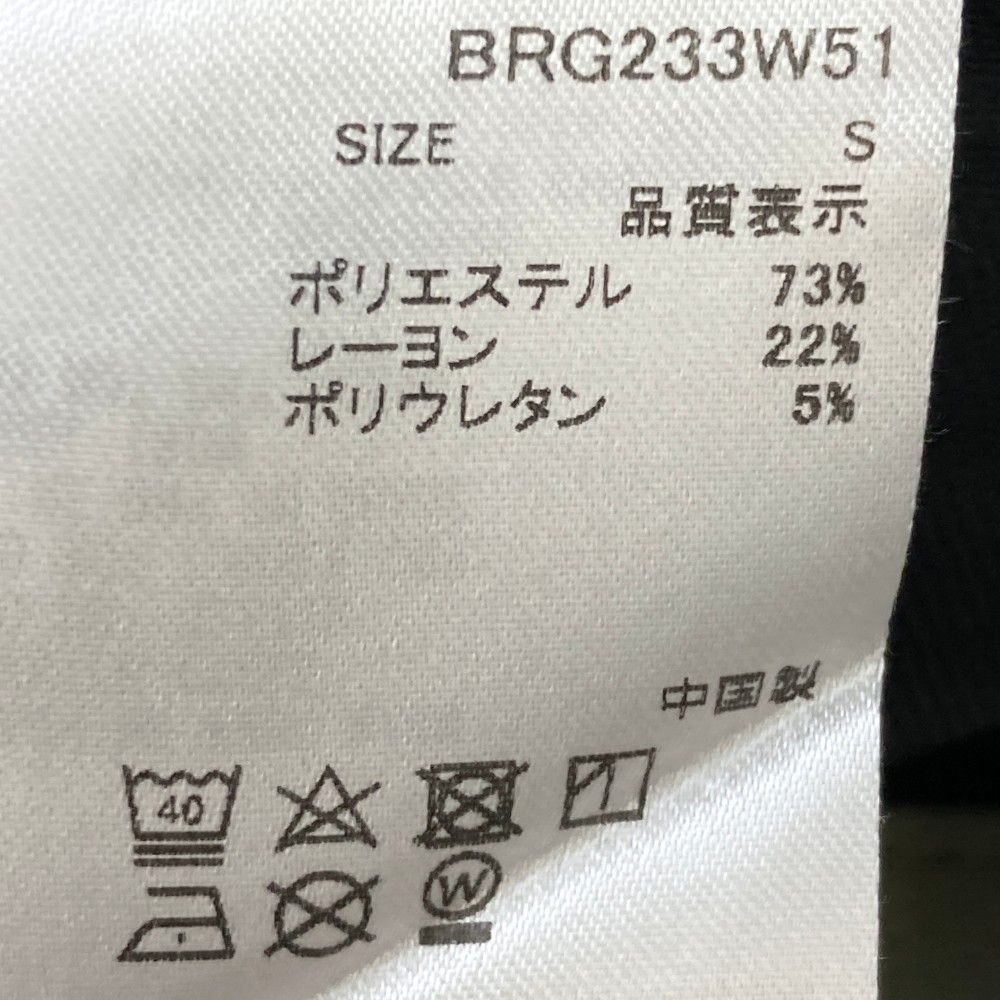 BRG233W51
SIZE S
品質表示
ポリエステル 73%
レーヨン 22%
ポリウレタン 5%
中国製
40
W